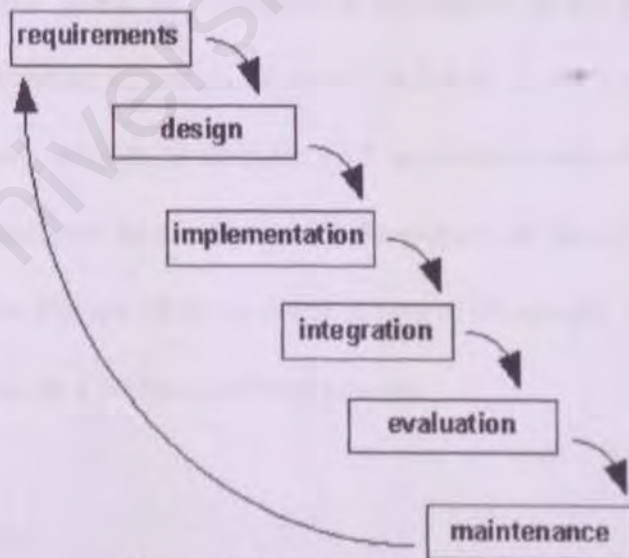 requirements
design
implementation
integration
evaluation
maintenance